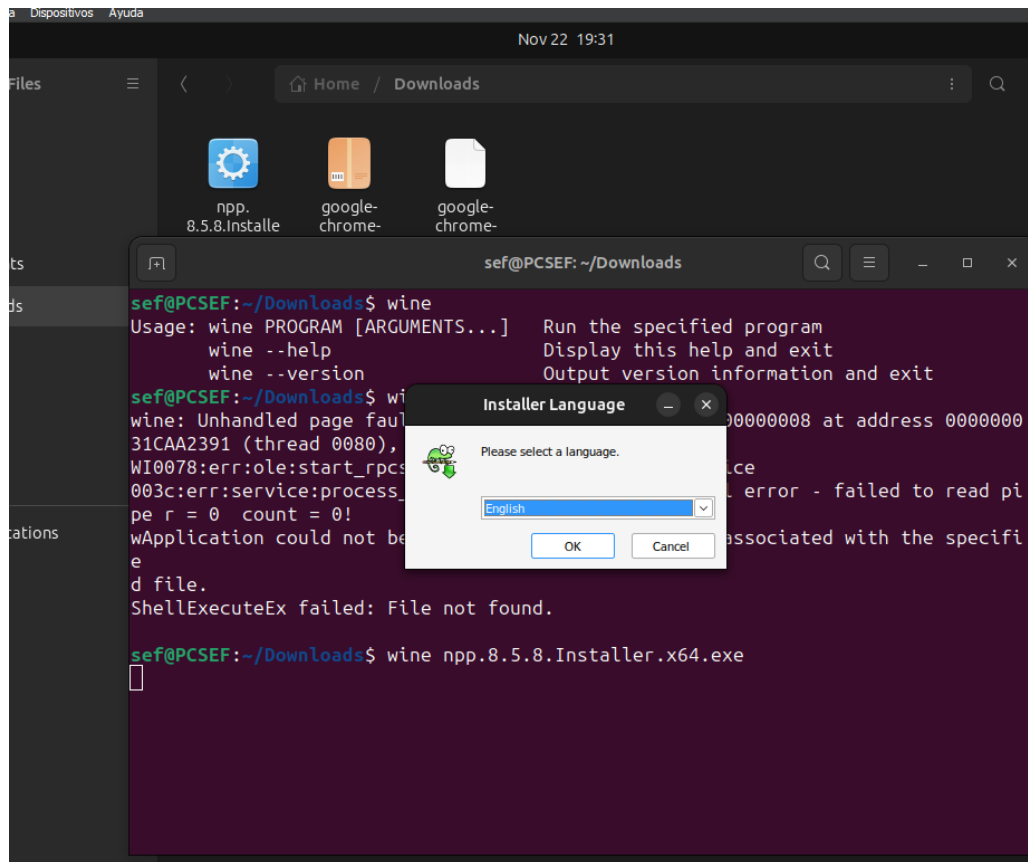 Dispositivos Ayuda
Nov 22 19:31
Files
Home / Downloads
npp.
8.5.8.Installe
google-
chrome-
google-
chrome-
sef@PCSEF: ~/Downloads
sef@PCSEF:~/Downloads$ wine
Usage: wine PROGRAM [ARGUMENTS...] Run the specified program
wine --help Display this help and exit
wine --version Output version information and exit
sef@PCSEF:~/Downloads$ wi
wine: Unhandled page faul 00000008 at address 0000000
31CAA2391 (thread 0080),
WI0078:err:ole:start_rpcs ice
003c:err:service:process_ l error - failed to read pi
pe r = 0 count = 0!
wApplication could not be associated with the specifi
e
d file.
ShellExecuteEx failed: File not found.
sef@PCSEF:~/Downloads$ wine npp.8.5.8.Installer.x64.exe
Installer Language
Please select a language.
English
OK Cancel